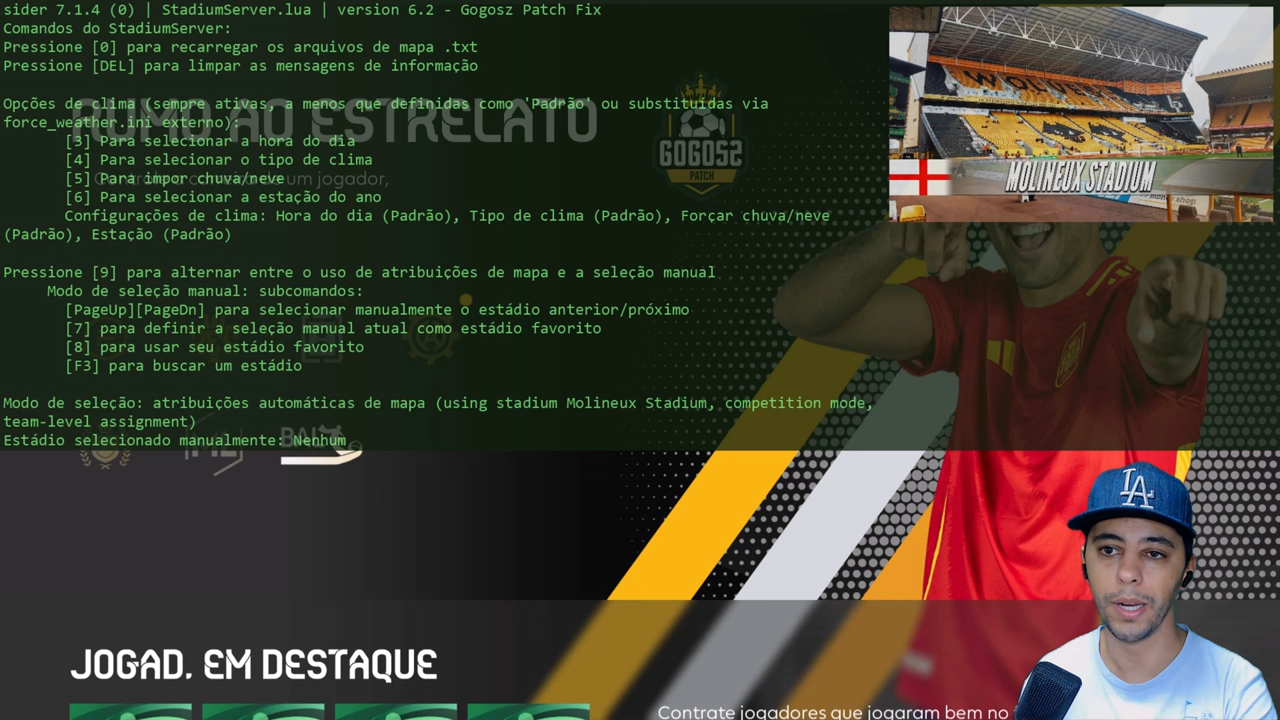 sider 7.1.4 (0) | StadiumServer.lua | version 6.2 - Gogosz Patch Fix
Comandos do StadiumServer:
Pressione [0] para recarregar os arquivos de mapa .txt
Pressione [DEL] para limpar as mensagens de informação
Opções de clima (sempre ativas, a menos que definidas como 'Padrão' ou substituídas via
force_weather.ini externo):
[3] Para selecionar a hora do dia
[4] Para selecionar o tipo de clima
[5] Para impor chuva/neve
[6] Para selecionar a estação do ano
Configurações de clima: Hora do dia (Padrão), Tipo de clima (Padrão), Forçar chuva/neve
(Padrão), Estação (Padrão)
Pressione [9] para alternar entre o uso de atribuições de mapa e a seleção manual
Modo de seleção manual: subcomandos:
[PageUp][PageDn] para selecionar manualmente o estádio anterior/próximo
[7] para definir a seleção manual atual como estádio favorito
[8] para usar seu estádio favorito
[F3] para buscar um estádio
Modo de seleção: atribuições automáticas de mapa (using stadium Molineux Stadium, competition mode,
team-level assignment)
Estádio selecionado manualmente: Nenhum
RUMO AO ESTRELATO
um jogador,
GOGOSZ
PATCH
WOLVES
MOLINEUX STADIUM
LA
JOGAD. EM DESTAQUE
Contrate jogadores que jogaram bem no